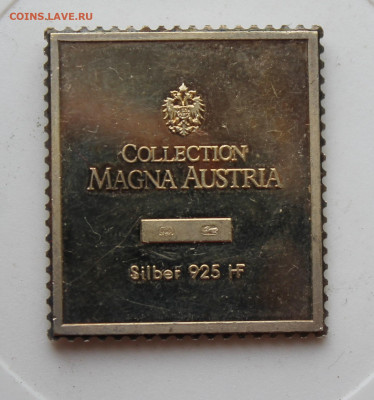 COINS.LAVE.RU
COLLECTION
MAGNA AUSTRIA
Silber 925 HF